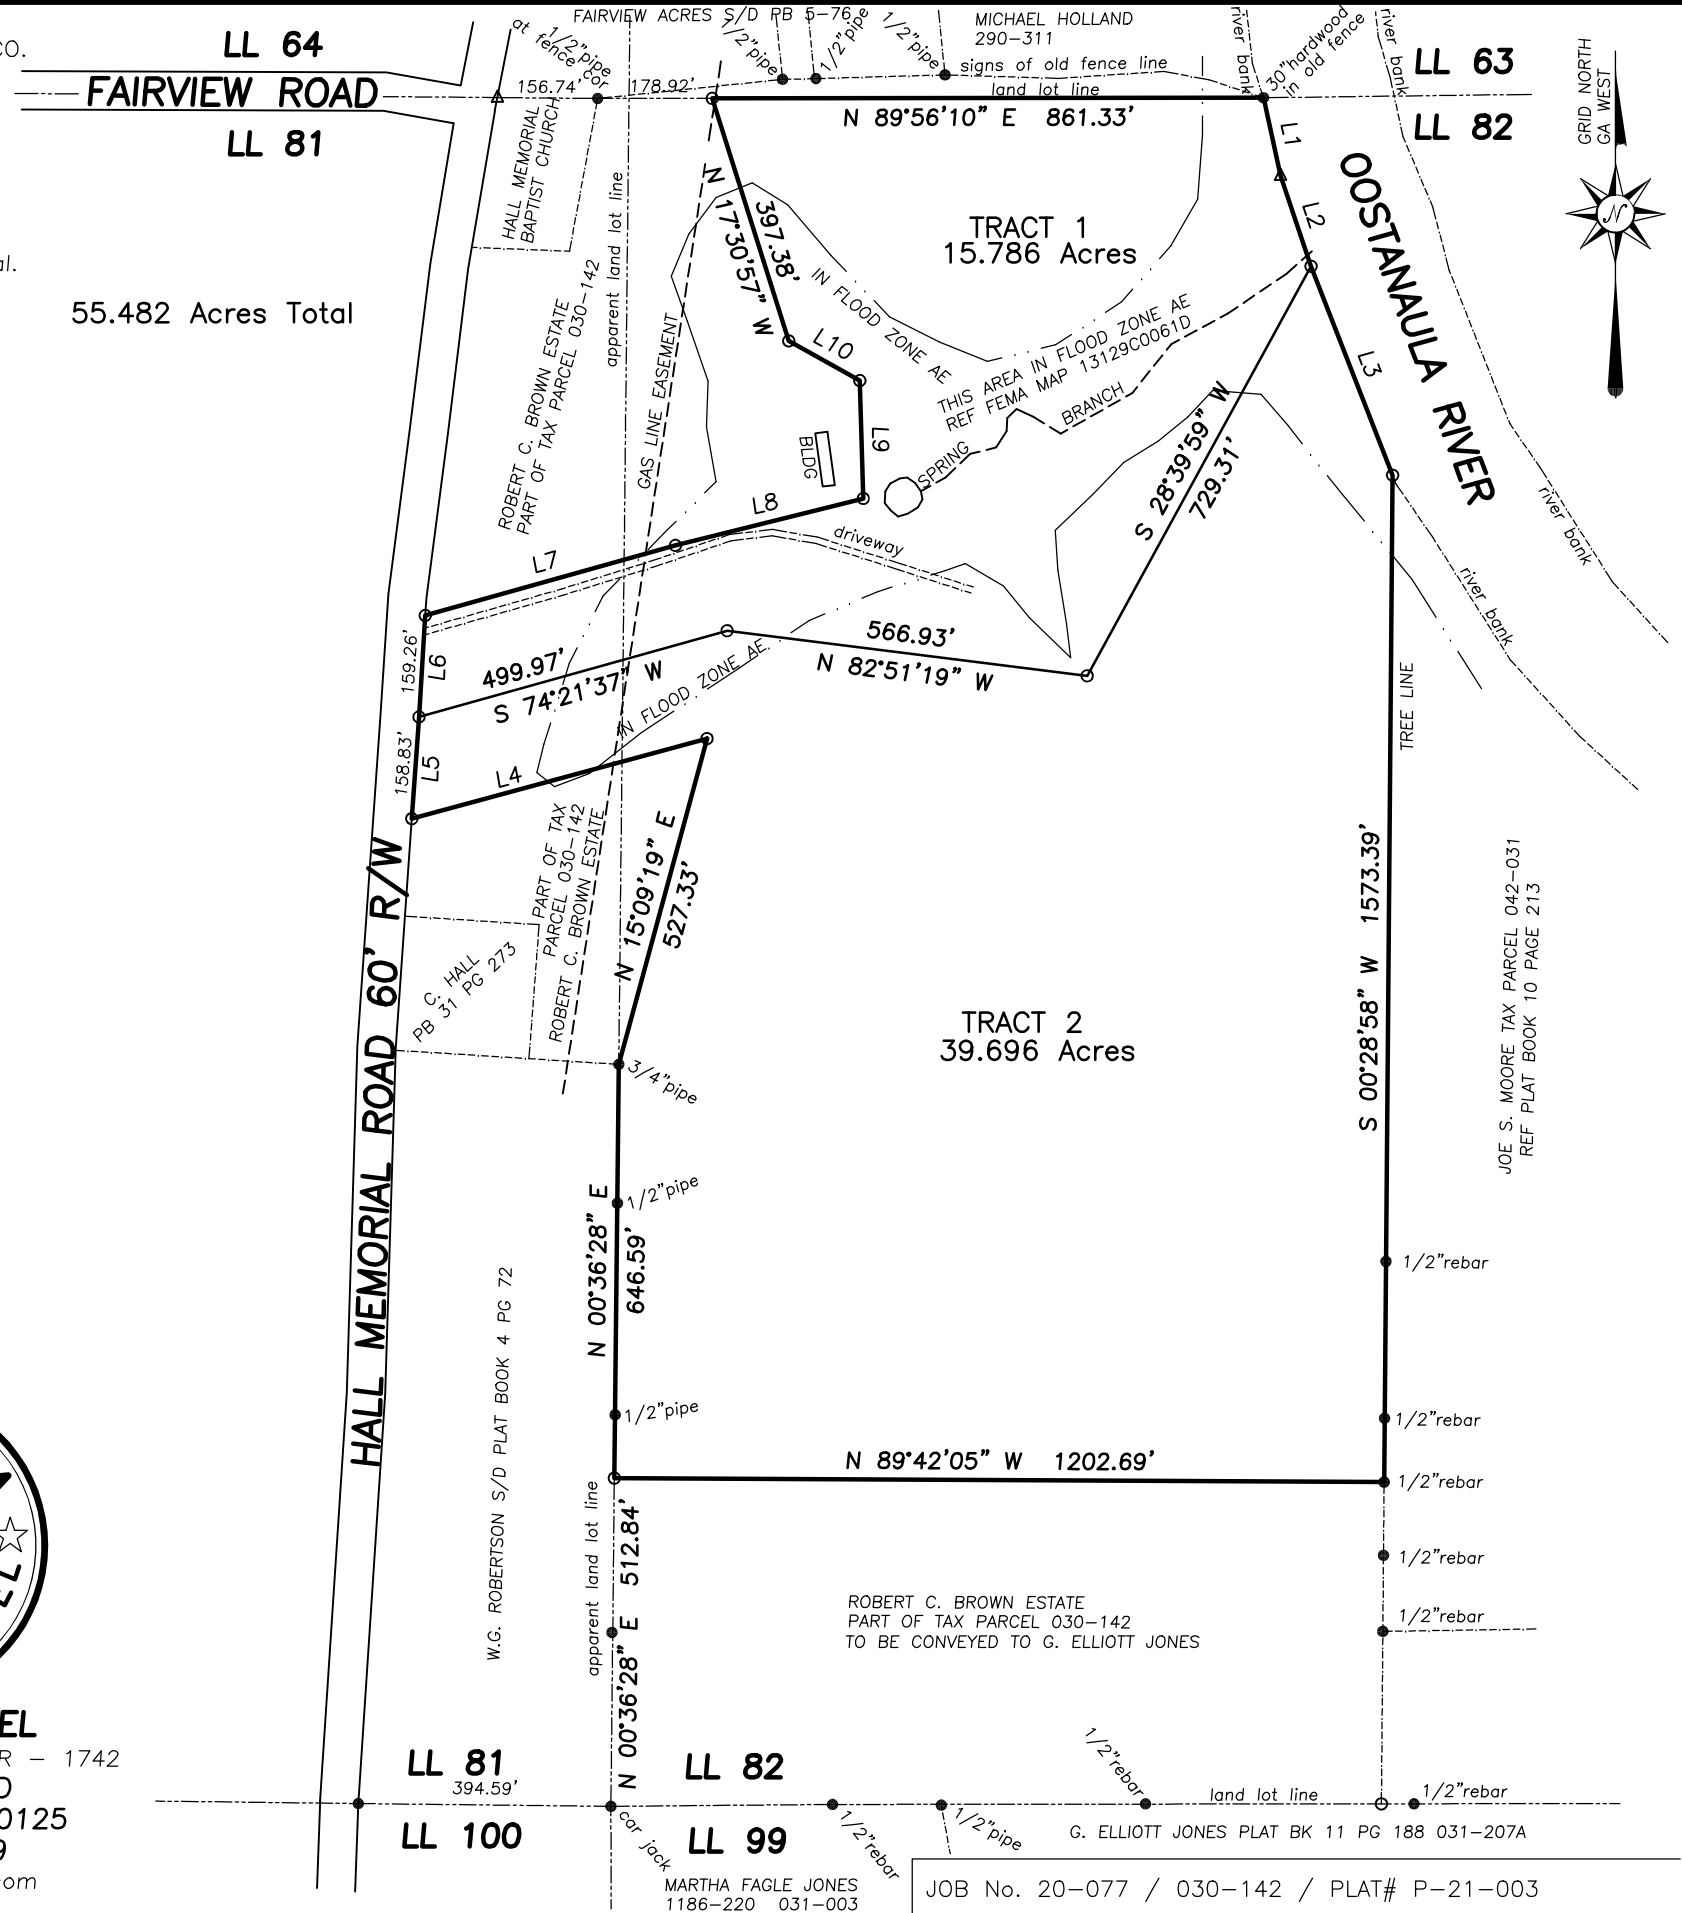 FAIRVIEW ACRES S/D PB 5-76
MICHAEL HOLLAND
290-311
CO.
LL 64
at fence cor
1/2"pipe
1/2"pipe
1/2"pipe
1/2"pipe
signs of old fence line
river bank
30"hardwood
in old fence
river bank
LL 63
GRID NORTH
GA WEST
FAIRVIEW ROAD
156.74'
178.92'
land lot line
N 89°56'10" E 861.33'
LL 82
LL 81
HALL MEMORIAL
BAPTIST CHURCH
apparent land lot line
N 17°30'57" W
397.38'
L1
L2
OOSTANAULA RIVER
N
TRACT 1
15.786 Acres
al.
55.482 Acres Total
ROBERT C. BROWN ESTATE
PART OF TAX PARCEL 030-142
GAS LINE EASEMENT
IN FLOOD ZONE AE
THIS AREA IN FLOOD ZONE AE
REF FEMA MAP 13129C0061D
L10
L3
BRANCH
SPRING
L9
BLDG
L8
S 28°39'59" W
729.31'
river bank
driveway
L7
river bank
159.26'
L6
499.97'
S 74°21'37" W
566.93'
N 82°51'19" W
IN FLOOD ZONE AE
TREE LINE
158.83'
L5
L4
PART OF TAX
PARCEL 030-142
ROBERT C. BROWN ESTATE
N 15°09'19" E
527.33'
S 00°28'58" W 1573.39'
JOE S. MOORE TAX PARCEL 042-031
REF PLAT BOOK 10 PAGE 213
C. HALL
PB 31 PG 273
HALL MEMORIAL ROAD 60' R/W
TRACT 2
39.696 Acres
3/4"pipe
1/2"pipe
N 00°36'28" E
646.59'
1/2"rebar
W.G. ROBERTSON S/D PLAT BOOK 4 PG 72
1/2"pipe
1/2"rebar
N 89°42'05" W 1202.69'
1/2"rebar
apparent land lot line
N 00°36'28" E 512.84'
1/2"rebar
ROBERT C. BROWN ESTATE
PART OF TAX PARCEL 030-142
TO BE CONVEYED TO G. ELLIOTT JONES
1/2"rebar
EL
R - 1742
0125
9
om
LL 81
394.59'
LL 82
1/2"rebar
land lot line
1/2"rebar
LL 100
car jack
LL 99
1/2"rebar
1/2"pipe
G. ELLIOTT JONES PLAT BK 11 PG 188 031-207A
MARTHA FAGLE JONES
1186-220 031-003
JOB No. 20-077 / 030-142 / PLAT# P-21-003